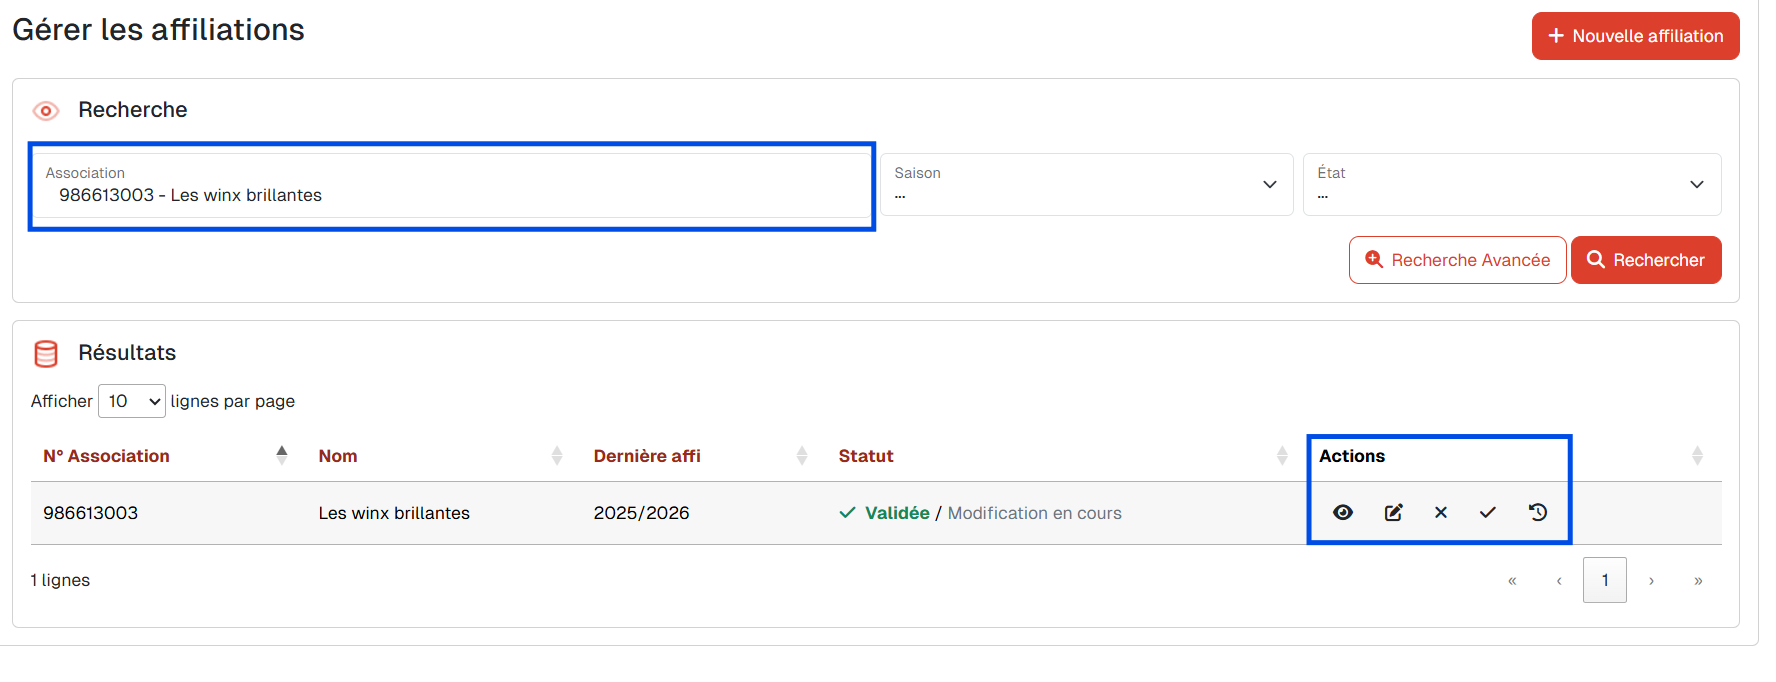 Gérer les affiliations
+ Nouvelle affiliation
Recherche
Association
986613003 - Les winx brillantes
Saison
...
État
...
Recherche Avancée
Rechercher
Résultats
Afficher 10 lignes par page
N° Association Nom Dernière affi Statut Actions
986613003 Les winx brillantes 2025/2026 Validée / Modification en cours
1 lignes
« ‹ 1 › »